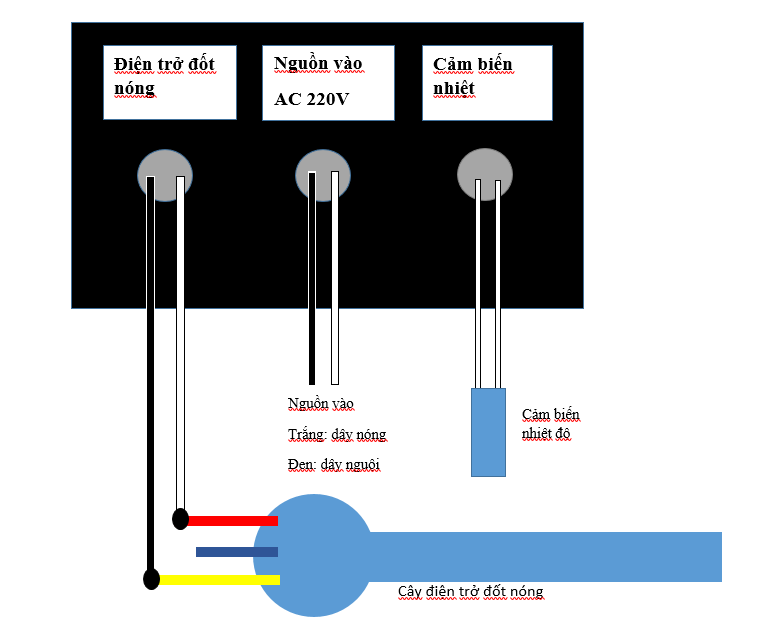 Điện trở đốt
nóng
Nguồn vào
AC 220V
Cảm biến
nhiệt
Nguồn vào
Trắng: dây nóng
Đen: dây nguội
Cảm biến
nhiệt độ
Cây điện trở đốt nóng